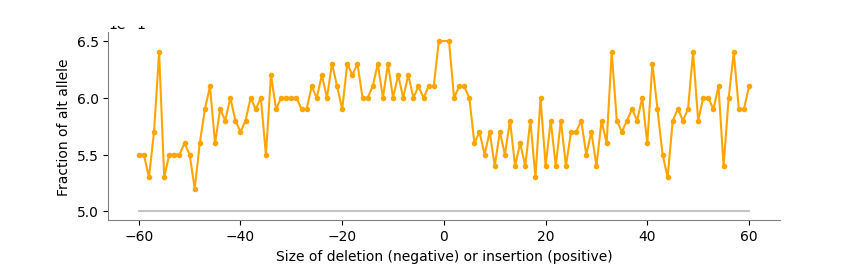 6.5
6.0
5.5
5.0
Fraction of alt allele
−60 −40 −20 0 20 40 60
Size of deletion (negative) or insertion (positive)